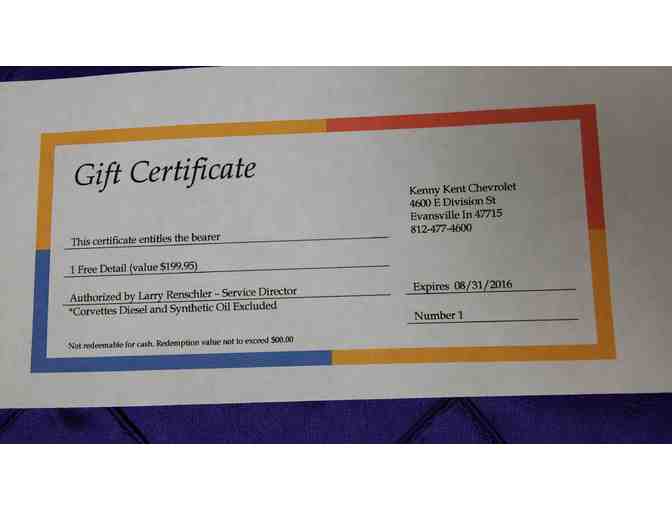 Gift Certificate
Kenny Kent Chevrolet
4600 E Division St
Evansville In 47715
812-477-4600
This certificate entitles the bearer
1 Free Detail (value $199.95)
Authorized by Larry Renschler – Service Director
*Corvettes Diesel and Synthetic Oil Excluded
Expires 08/31/2016
Number 1
Not redeemable for cash. Redemption value not to exceed $00.00